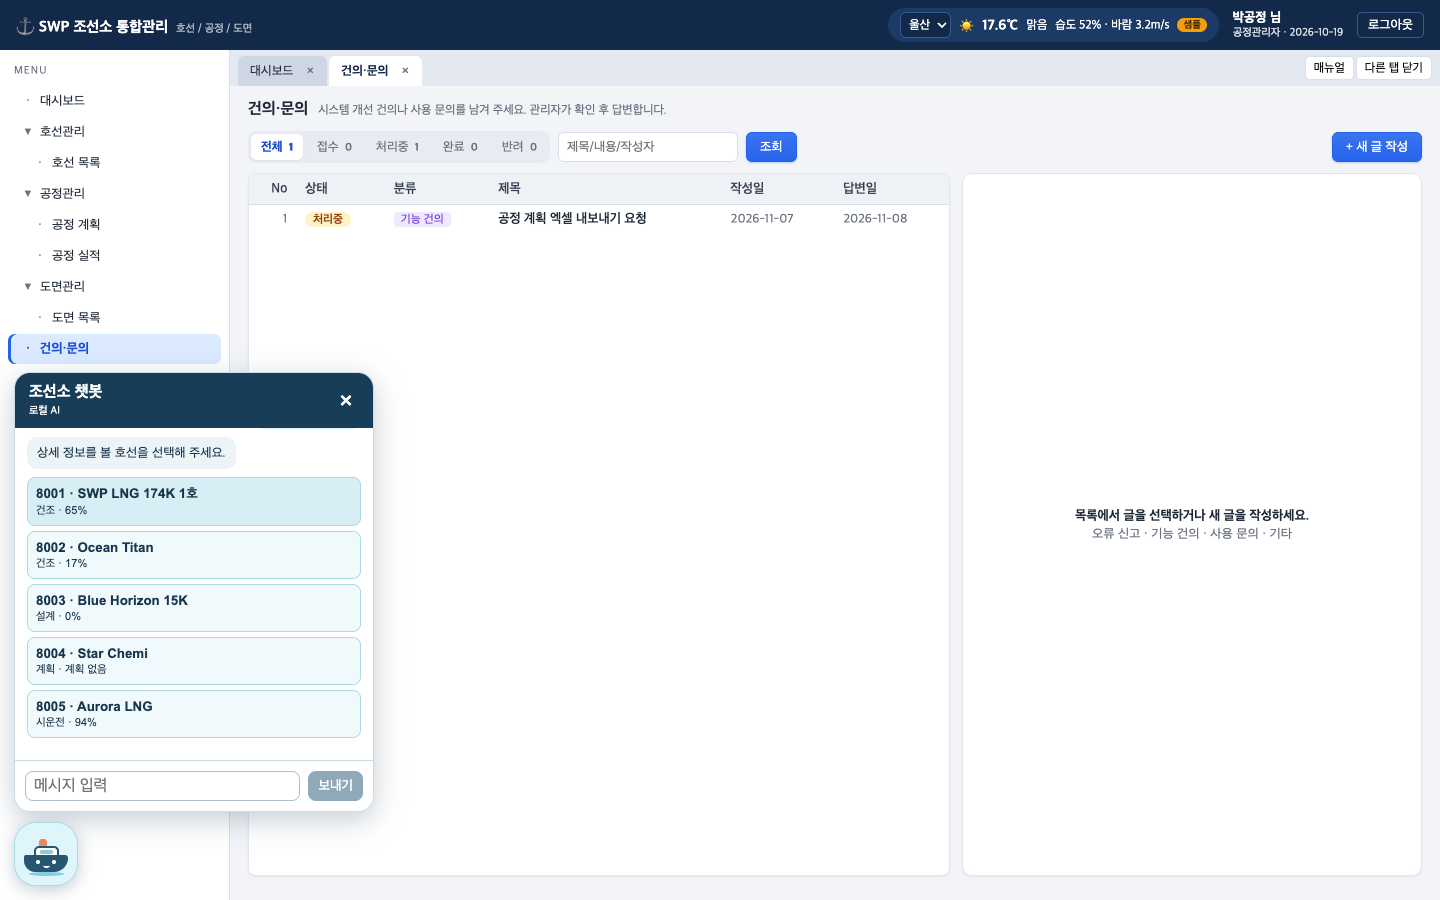 SWP 조선소 통합관리 호선 / 공정 / 도면
울산 17.6℃ 맑음 습도 52% · 바람 3.2m/s 샘플
박공정 님
공정관리자 · 2026-10-19
로그아웃
MENU
· 대시보드
▼ 호선관리
· 호선 목록
▼ 공정관리
· 공정 계획
· 공정 실적
▼ 도면관리
· 도면 목록
· 건의·문의
대시보드 × 건의·문의 ×
매뉴얼 다른 탭 닫기
건의·문의 시스템 개선 건의나 사용 문의를 남겨 주세요. 관리자가 확인 후 답변합니다.
전체 1 접수 0 처리중 1 완료 0 반려 0 제목/내용/작성자 조회 + 새 글 작성
No 상태 분류 제목 작성일 답변일
1 처리중 기능 건의 공정 계획 엑셀 내보내기 요청 2026-11-07 2026-11-08
목록에서 글을 선택하거나 새 글을 작성하세요.
오류 신고 · 기능 건의 · 사용 문의 · 기타
조선소 챗봇
로컬 AI
×
상세 정보를 볼 호선을 선택해 주세요.
8001 · SWP LNG 174K 1호
건조 · 65%
8002 · Ocean Titan
건조 · 17%
8003 · Blue Horizon 15K
설계 · 0%
8004 · Star Chemi
계획 · 계획 없음
8005 · Aurora LNG
시운전 · 94%
메시지 입력 보내기